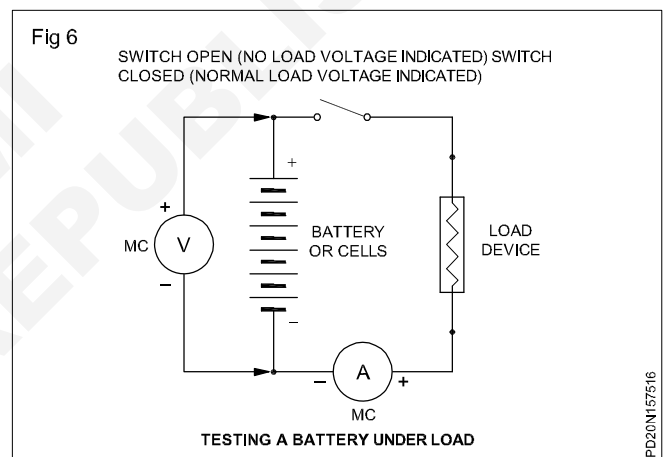 Fig 6
SWITCH OPEN (NO LOAD VOLTAGE INDICATED) SWITCH
CLOSED (NORMAL LOAD VOLTAGE INDICATED)
+
+
MC
V
BATTERY
OR CELLS
LOAD
DEVICE
–
–
–
A
+
MC
TESTING A BATTERY UNDER LOAD
PD20N157516